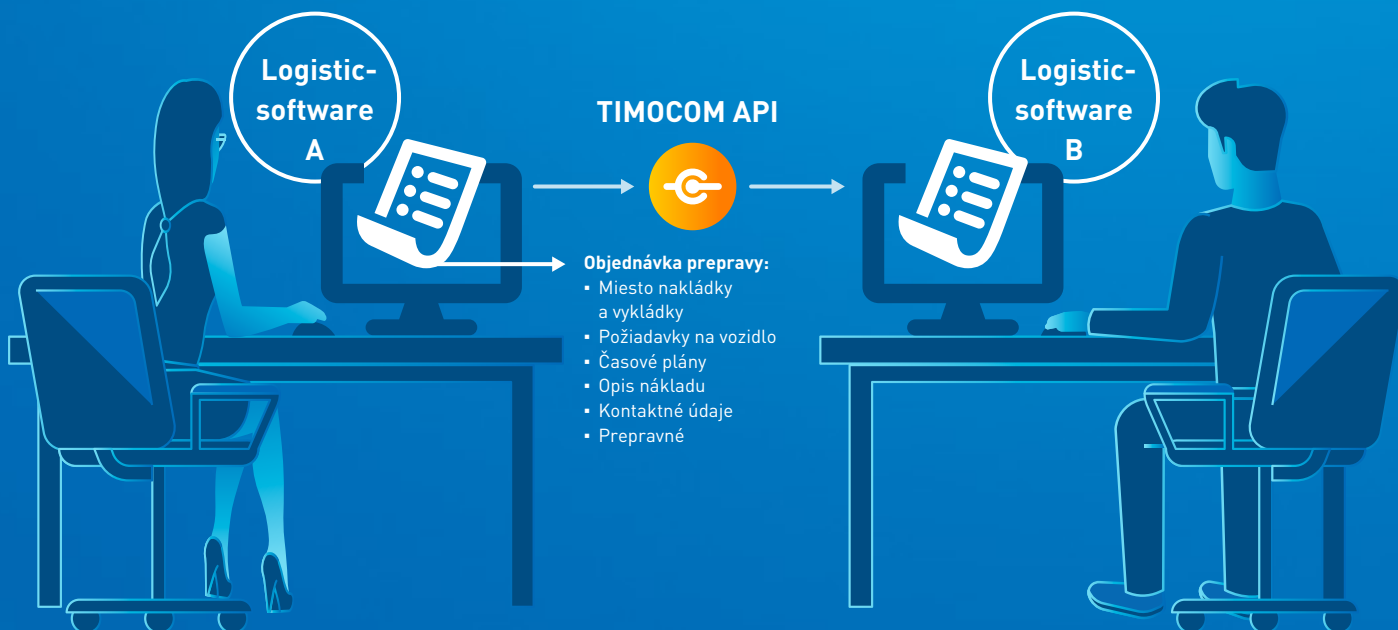 Logistic-
software
A
TIMOCOM API
Logistic-
software
B
Objednávka prepravy:
▪ Miesto nakládky
a vykládky
▪ Požiadavky na vozidlo
▪ Časové plány
▪ Opis nákladu
▪ Kontaktné údaje
▪ Prepravné